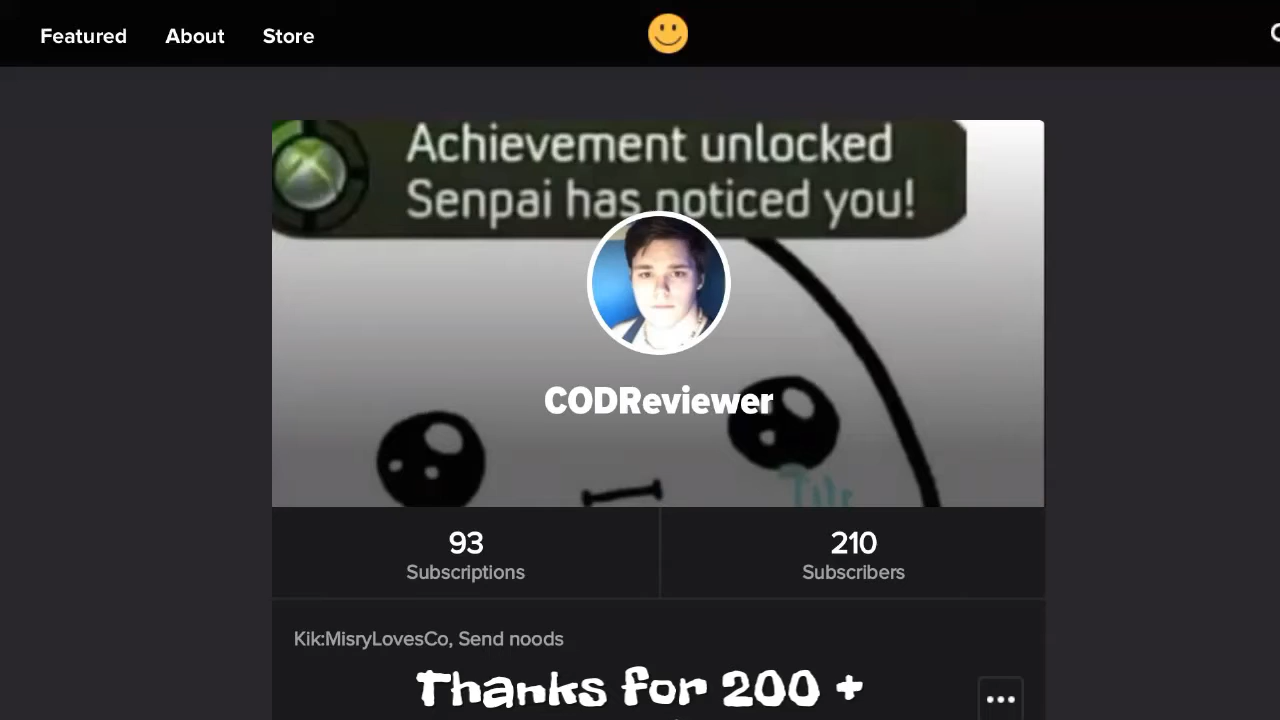 Featured About Store
Achievement unlocked
Senpai has noticed you!
CODReviewer
93 210
Subscriptions Subscribers
Kik:MisryLovesCo, Send noods
Thanks for 200 +